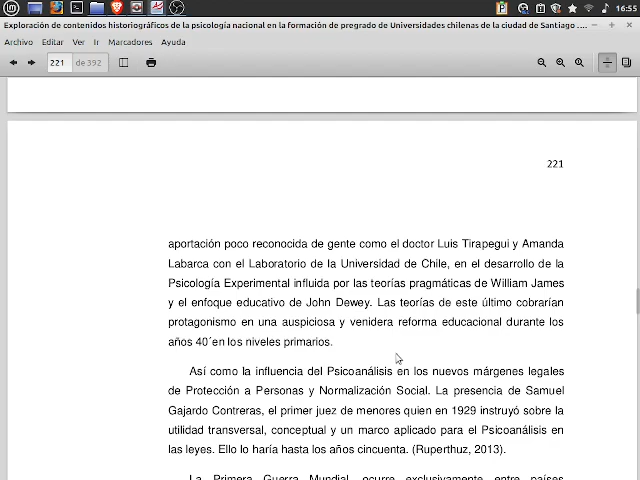 16:55
Exploración de contenidos historiográficos de la psicología nacional en la formación de pregrado de Universidades chilenas de la ciudad de Santiago ....
Archivo Editar Ver Ir Marcadores Ayuda
221 de 392
221
aportación poco reconocida de gente como el doctor Luis Tirapegui y Amanda
Labarca con el Laboratorio de la Universidad de Chile, en el desarrollo de la
Psicología Experimental influida por las teorías pragmáticas de William James
y el enfoque educativo de John Dewey. Las teorías de este último cobrarían
protagonismo en una auspiciosa y venidera reforma educacional durante los
años 40´en los niveles primarios.
Así como la influencia del Psicoanálisis en los nuevos márgenes legales
de Protección a Personas y Normalización Social. La presencia de Samuel
Gajardo Contreras, el primer juez de menores quien en 1929 instruyó sobre la
utilidad transversal, conceptual y un marco aplicado para el Psicoanálisis en
las leyes. Ello lo haría hasta los años cincuenta. (Ruperthuz, 2013).
La Primera Guerra Mundial, ocurre exclusivamente entre países